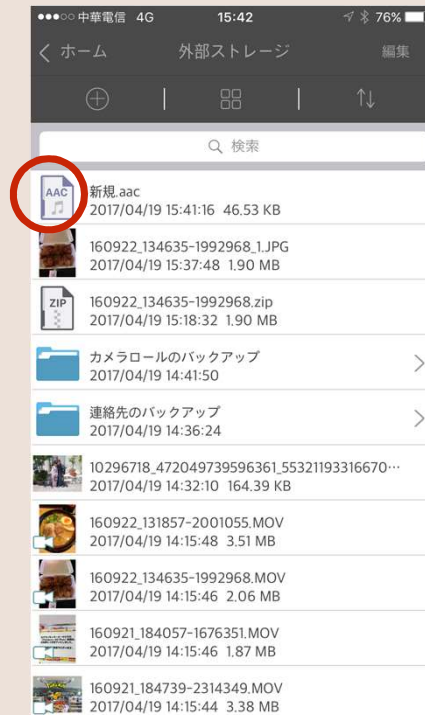 中華電信 4G 15:42 76%
ホーム 外部ストレージ 編集
検索
AAC
新規.aac
2017/04/19 15:41:16 46.53 KB
160922_134635-1992968_1.JPG
2017/04/19 15:37:48 1.90 MB
ZIP
160922_134635-1992968.zip
2017/04/19 15:18:32 1.90 MB
カメラロールのバックアップ
2017/04/19 14:41:50
連絡先のバックアップ
2017/04/19 14:36:24
10296718_472049739596361_55321193316670…
2017/04/19 14:32:10 164.39 KB
160922_131857-2001055.MOV
2017/04/19 14:15:48 3.51 MB
160922_134635-1992968.MOV
2017/04/19 14:15:46 2.06 MB
160921_184057-1676351.MOV
2017/04/19 14:15:46 1.87 MB
160921_184739-2314349.MOV
2017/04/19 14:15:44 3.38 MB